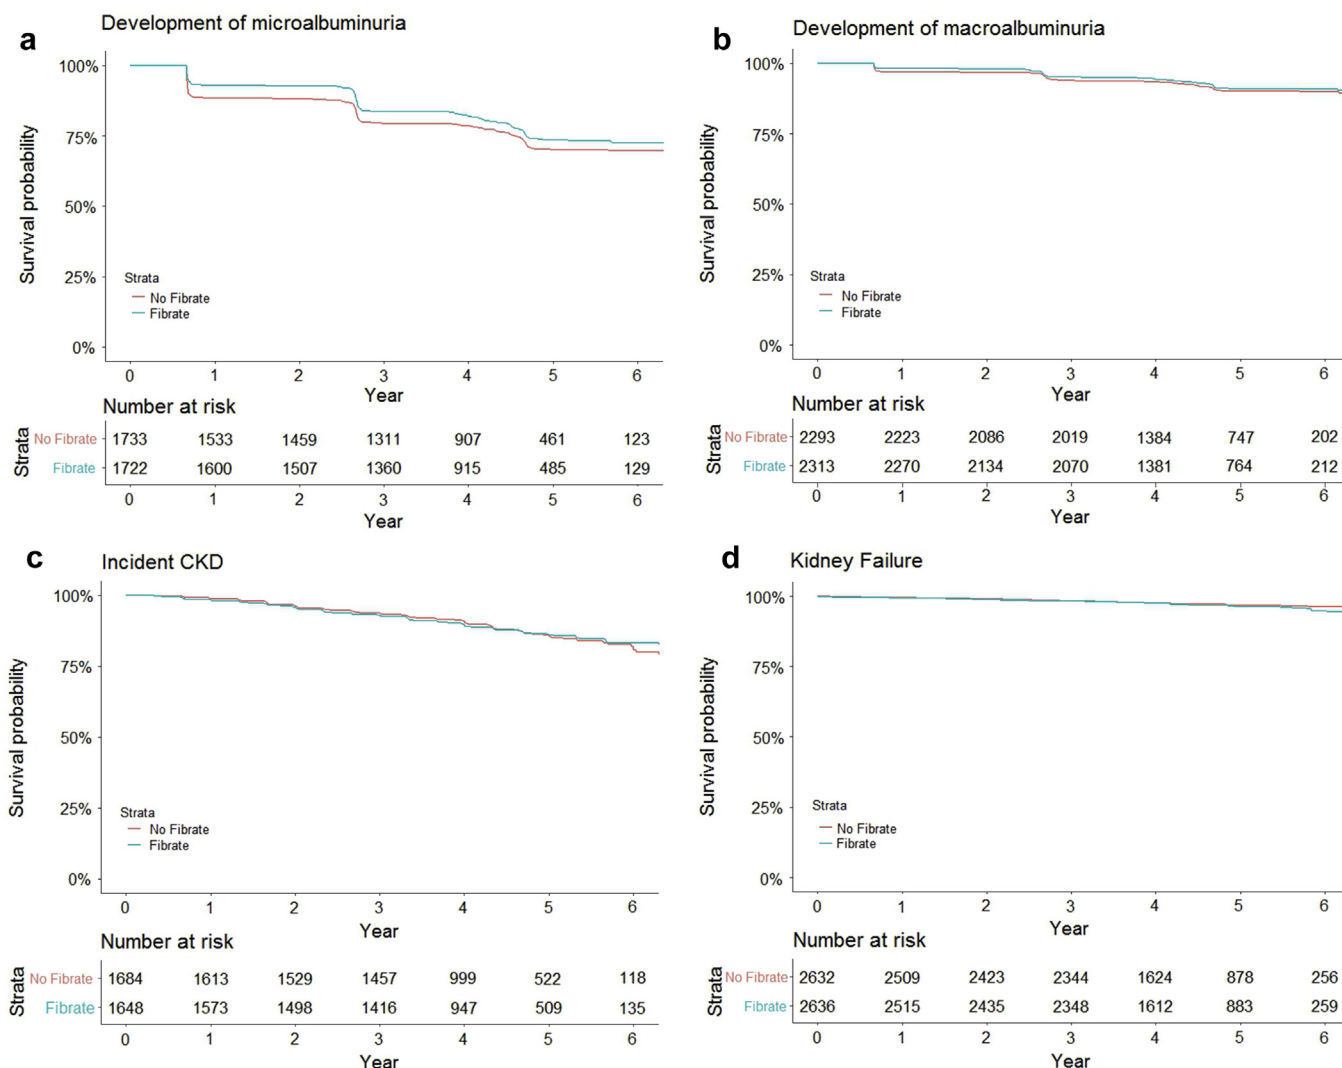 a
Development of microalbuminuria
Survival probability
100%
75%
50%
25%
0%
Strata
No Fibrate
Fibrate
0 1 2 3 4 5 6
Year
Number at risk
Strata
No Fibrate 1733 1533 1459 1311 907 461 123
Fibrate 1722 1600 1507 1360 915 485 129
0 1 2 3 4 5 6
Year
b
Development of macroalbuminuria
Survival probability
100%
75%
50%
25%
0%
Strata
No Fibrate
Fibrate
0 1 2 3 4 5 6
Year
Number at risk
Strata
No Fibrate 2293 2223 2086 2019 1384 747 202
Fibrate 2313 2270 2134 2070 1381 764 212
0 1 2 3 4 5 6
Year
c
Incident CKD
Survival probability
100%
75%
50%
25%
0%
Strata
No Fibrate
Fibrate
0 1 2 3 4 5 6
Year
Number at risk
Strata
No Fibrate 1684 1613 1529 1457 999 522 118
Fibrate 1648 1573 1498 1416 947 509 135
0 1 2 3 4 5 6
Year
d
Kidney Failure
Survival probability
100%
75%
50%
25%
0%
Strata
No Fibrate
Fibrate
0 1 2 3 4 5 6
Year
Number at risk
Strata
No Fibrate 2632 2509 2423 2344 1624 878 256
Fibrate 2636 2515 2435 2348 1612 883 259
0 1 2 3 4 5 6
Year